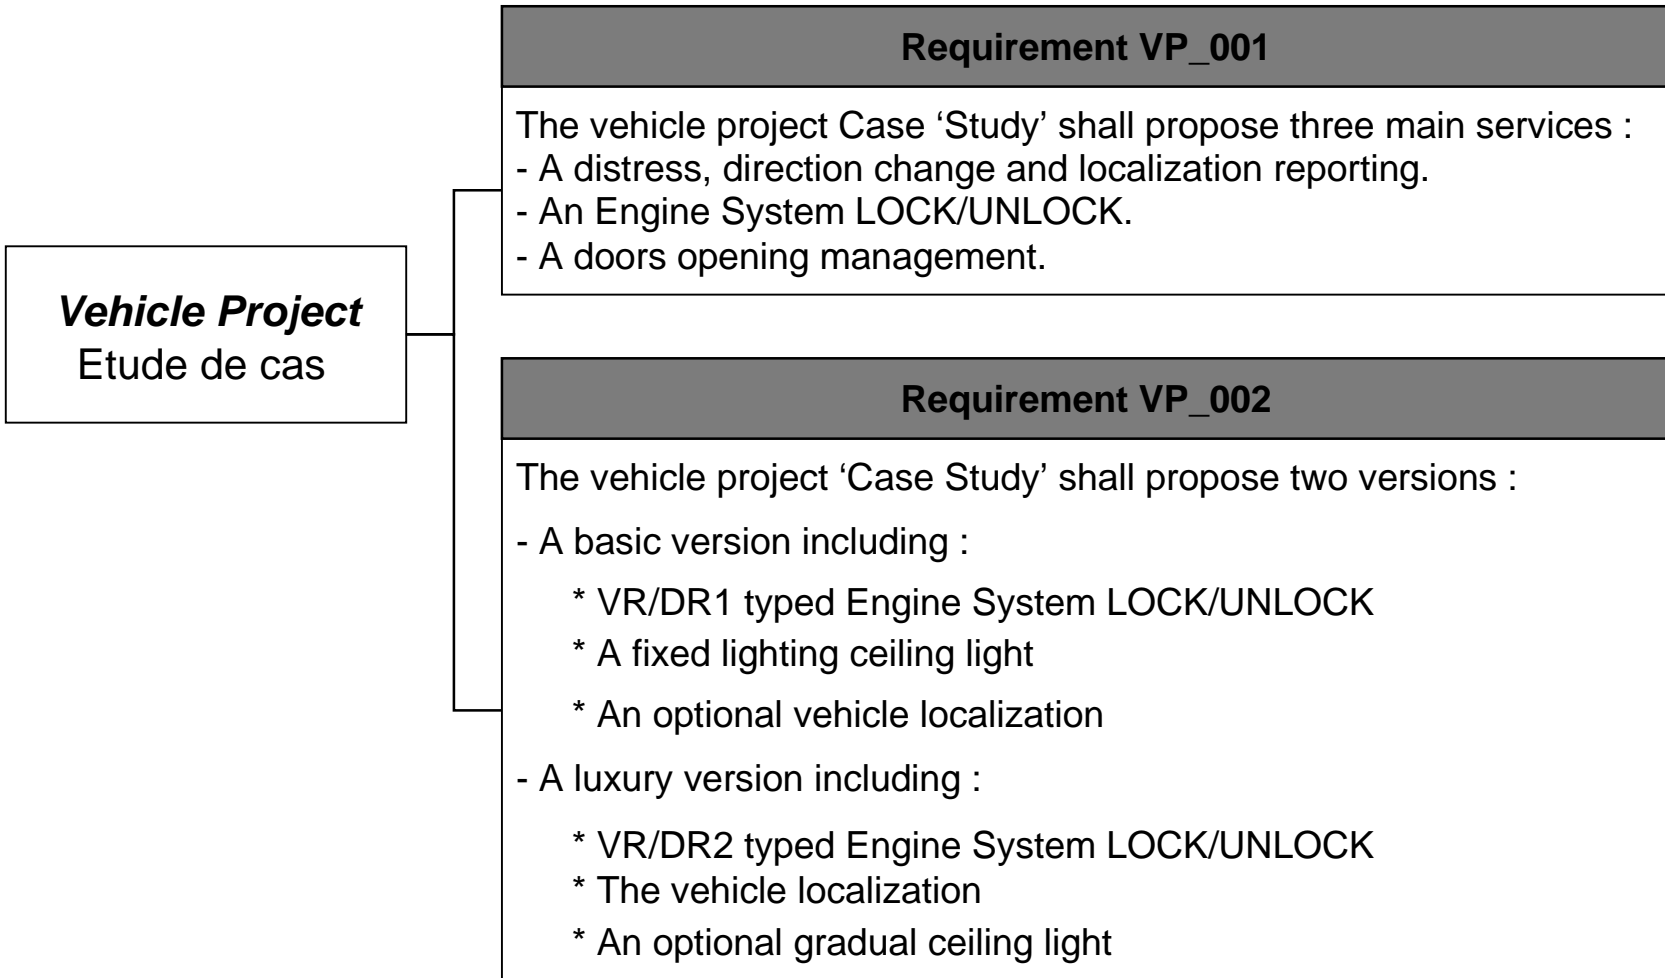 Vehicle Project
Etude de cas
Requirement VP_001
The vehicle project Case ‘Study’ shall propose three main services :
- A distress, direction change and localization reporting.
- An Engine System LOCK/UNLOCK.
- A doors opening management.
Requirement VP_002
The vehicle project ‘Case Study’ shall propose two versions :
- A basic version including :
* VR/DR1 typed Engine System LOCK/UNLOCK
* A fixed lighting ceiling light
* An optional vehicle localization
- A luxury version including :
* VR/DR2 typed Engine System LOCK/UNLOCK
* The vehicle localization
* An optional gradual ceiling light